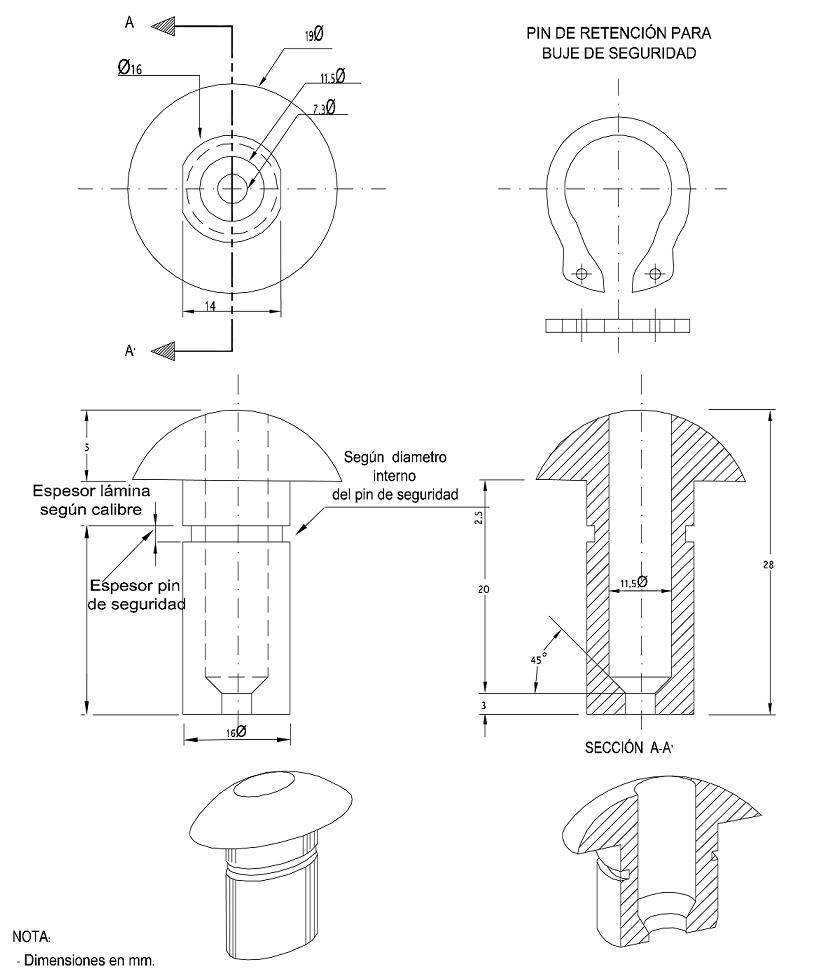 A
19Ø
PIN DE RETENCIÓN PARA
BUJE DE SEGURIDAD
Ø16
11.5Ø
7.3Ø
14
A'
5
Según diametro
interno
del pin de seguridad
Espesor lámina
según calibre
2,5
Espesor pin
de seguridad
20
11,5Ø
28
45°
3
16Ø
SECCIÓN A-A'
NOTA:
- Dimensiones en mm.